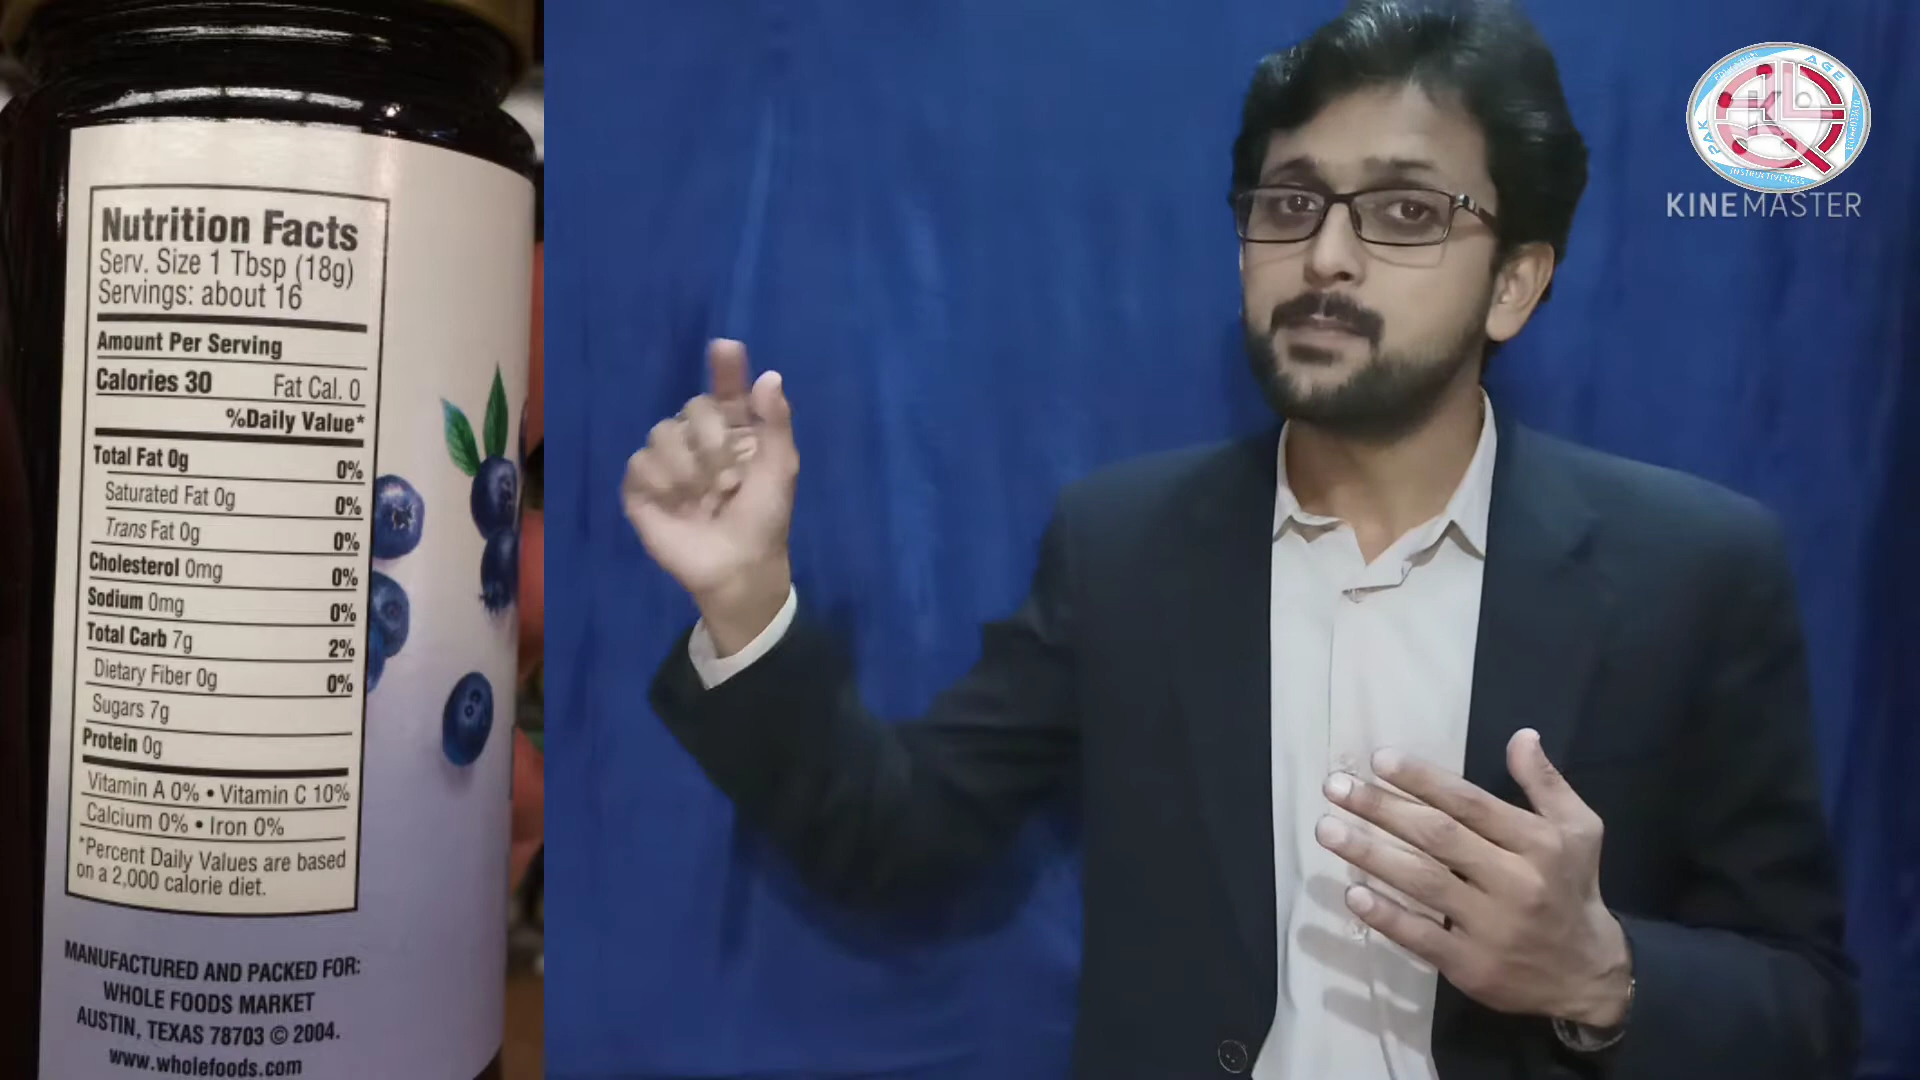 Nutrition Facts
Serv. Size 1 Tbsp (18g)
Servings: about 16
Amount Per Serving
Calories 30 Fat Cal. 0
%Daily Value*
Total Fat 0g 0%
Saturated Fat 0g 0%
Trans Fat 0g 0%
Cholesterol 0mg 0%
Sodium 0mg 0%
Total Carb 7g 2%
Dietary Fiber 0g 0%
Sugars 7g
Protein 0g
Vitamin A 0% • Vitamin C 10%
Calcium 0% • Iron 0%
*Percent Daily Values are based
on a 2,000 calorie diet.
MANUFACTURED AND PACKED FOR:
WHOLE FOODS MARKET
AUSTIN, TEXAS 78703 © 2004.
www.wholefoods.com
PAK
AGE
INSTRUCTIVENESS
K
KINEMASTER